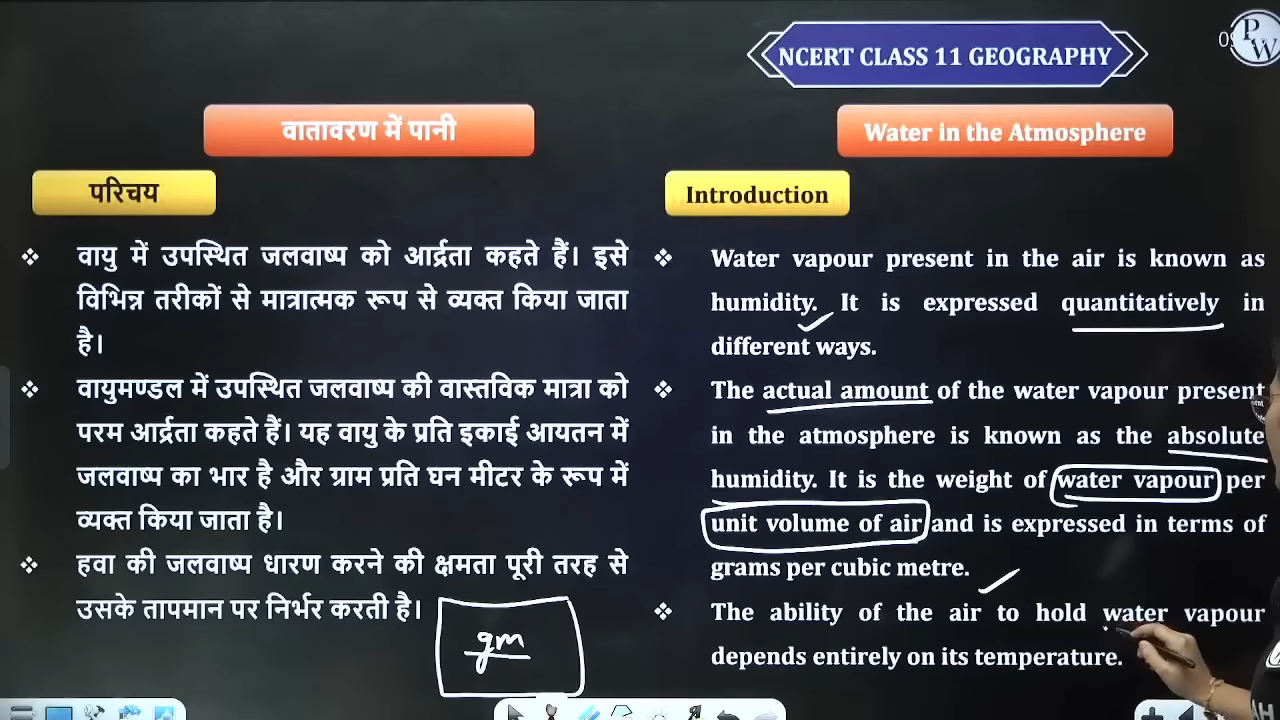 NCERT CLASS 11 GEOGRAPHY
PW
वातावरण में पानी
Water in the Atmosphere
परिचय
वायु में उपस्थित जलवाष्प को आर्द्रता कहते हैं। इसे
विभिन्न तरीकों से मात्रात्मक रूप से व्यक्त किया जाता
है।
वायुमण्डल में उपस्थित जलवाष्प की वास्तविक मात्रा को
परम आर्द्रता कहते हैं। यह वायु के प्रति इकाई आयतन में
जलवाष्प का भार है और ग्राम प्रति घन मीटर के रूप में
व्यक्त किया जाता है।
हवा की जलवाष्प धारण करने की क्षमता पूरी तरह से
उसके तापमान पर निर्भर करती है।
gm
Introduction
Water vapour present in the air is known as
humidity. It is expressed quantitatively in
different ways.
The actual amount of the water vapour present
in the atmosphere is known as the absolute
humidity. It is the weight of water vapour per
unit volume of air and is expressed in terms of
grams per cubic metre.
The ability of the air to hold water vapour
depends entirely on its temperature.